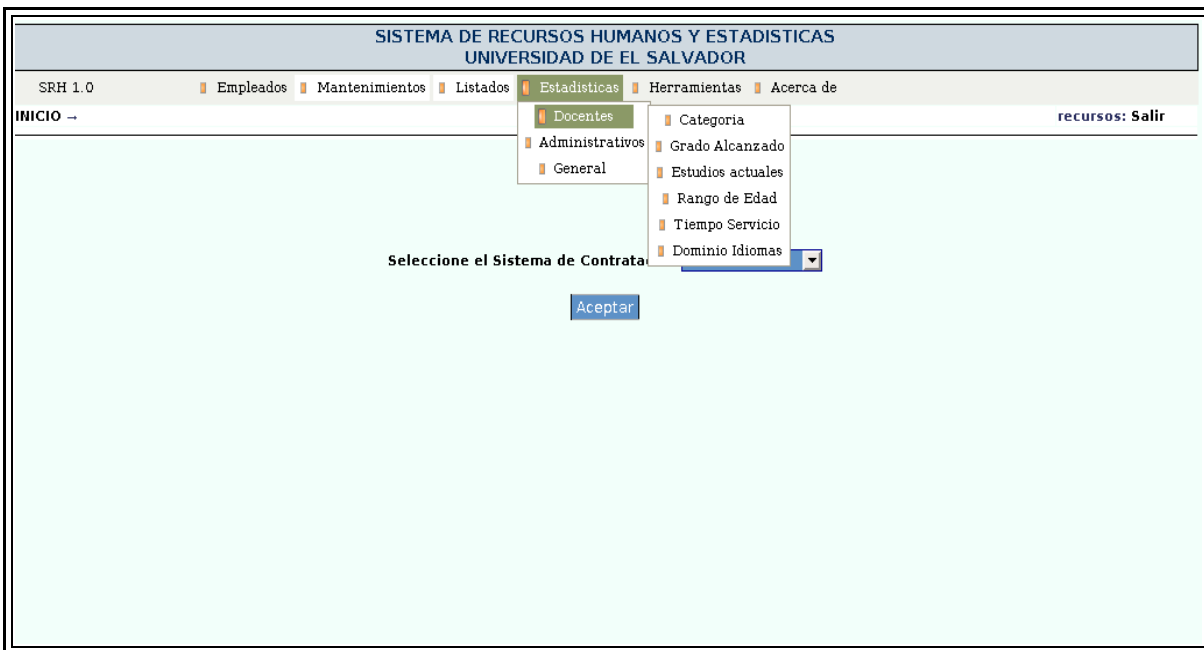 SISTEMA DE RECURSOS HUMANOS Y ESTADISTICAS
UNIVERSIDAD DE EL SALVADOR
SRH 1.0 Empleados Mantenimientos Listados Estadisticas Herramientas Acerca de
INICIO → recursos: Salir
Docentes
Administrativos
General
Categoria
Grado Alcanzado
Estudios actuales
Rango de Edad
Tiempo Servicio
Dominio Idiomas
Seleccione el Sistema de Contrata
Aceptar